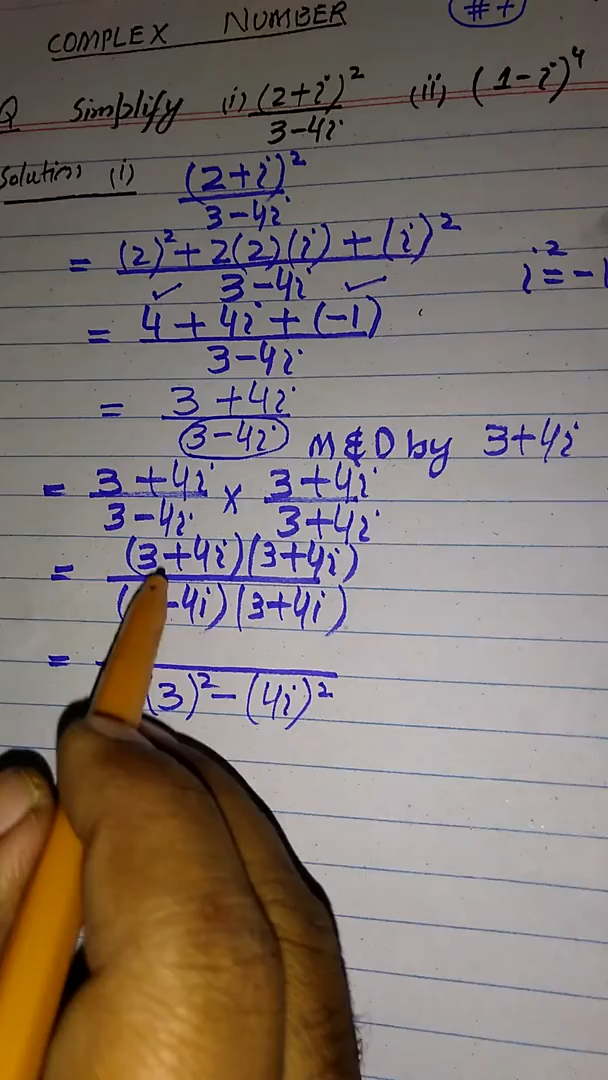 COMPLEX NUMBER #7
Q Simplify (i) (2+i)²/3-4i (ii) (1-i)⁴
Solution: (i) (2+i)²/3-4i
= (2)²+2(2)(i)+(i)²/3-4i i²=-1
= 4+4i+(-1)/3-4i
= 3+4i/3-4i M&D by 3+4i
= 3+4i/3-4i × 3+4i/3+4i
= (3+4i)(3+4i)/( -4i)(3+4i)
= /(3)²-(4i)²